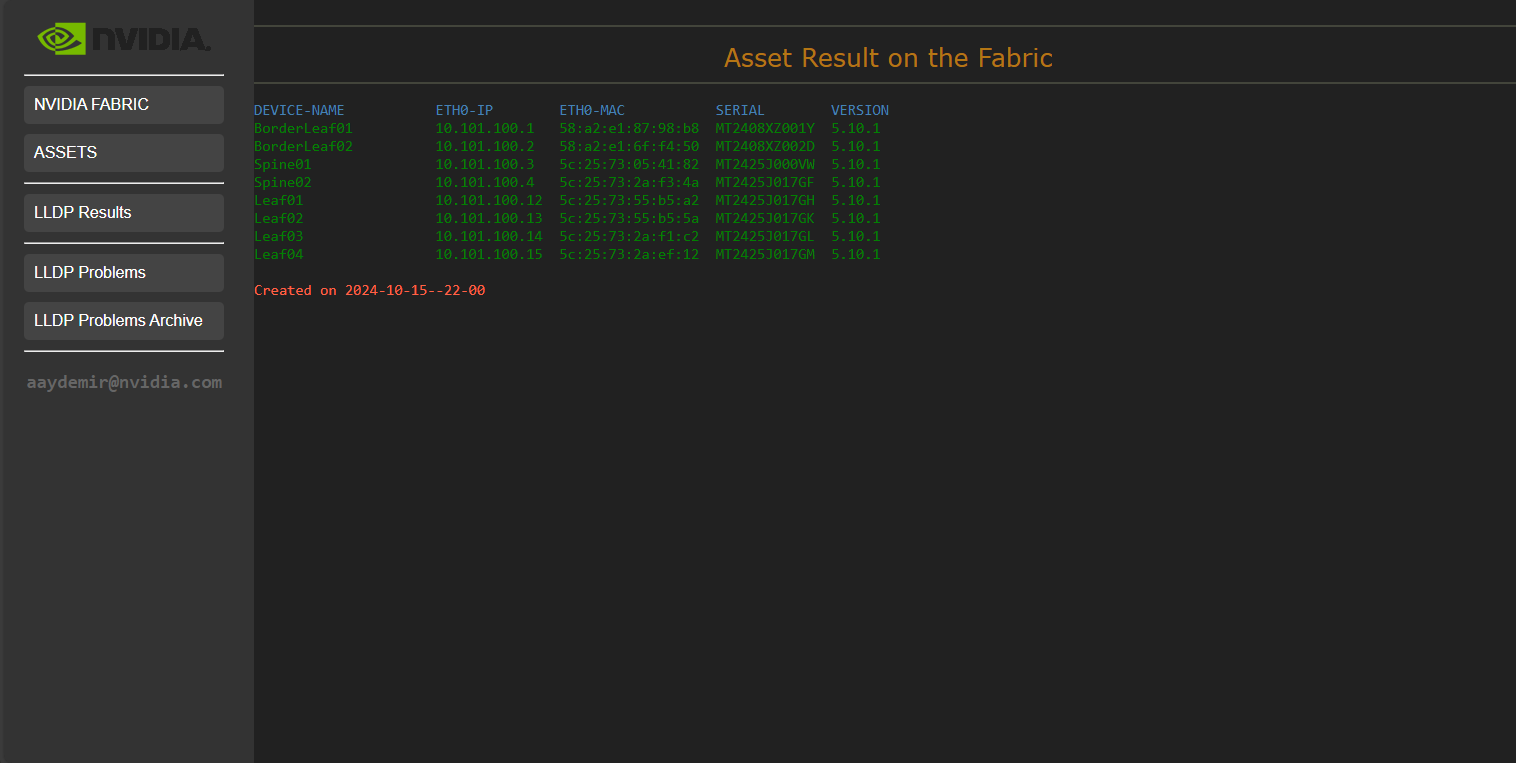 NVIDIA.
NVIDIA FABRIC
ASSETS
LLDP Results
LLDP Problems
LLDP Problems Archive
aaydemir@nvidia.com
Asset Result on the Fabric
DEVICE-NAME ETH0-IP ETH0-MAC SERIAL VERSION
BorderLeaf01 10.101.100.1 58:a2:e1:87:98:b8 MT2408XZ001Y 5.10.1
BorderLeaf02 10.101.100.2 58:a2:e1:6f:f4:50 MT2408XZ002D 5.10.1
Spine01 10.101.100.3 5c:25:73:05:41:82 MT2425J000VW 5.10.1
Spine02 10.101.100.4 5c:25:73:2a:f3:4a MT2425J017GF 5.10.1
Leaf01 10.101.100.12 5c:25:73:55:b5:a2 MT2425J017GH 5.10.1
Leaf02 10.101.100.13 5c:25:73:55:b5:5a MT2425J017GK 5.10.1
Leaf03 10.101.100.14 5c:25:73:2a:f1:c2 MT2425J017GL 5.10.1
Leaf04 10.101.100.15 5c:25:73:2a:ef:12 MT2425J017GM 5.10.1
Created on 2024-10-15--22-00